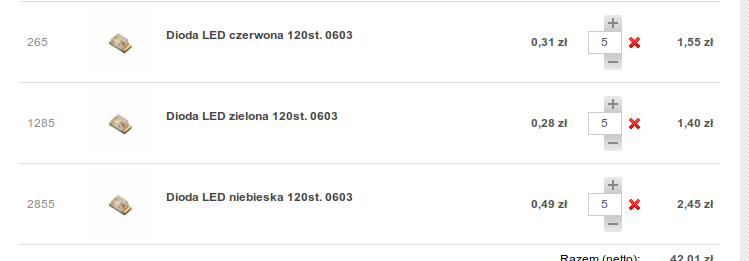 265 Dioda LED czerwona 120st. 0603 0,31 zł 5 1,55 zł
1285 Dioda LED zielona 120st. 0603 0,28 zł 5 1,40 zł
2855 Dioda LED niebieska 120st. 0603 0,49 zł 5 2,45 zł
Razem (netto): 42,01 zł